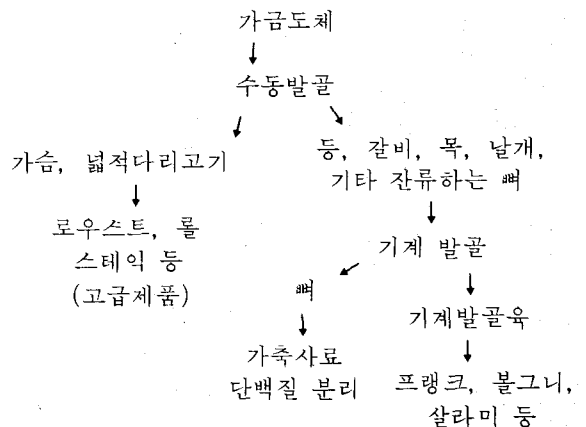 가금도체
수동발골
가슴, 넓적다리고기
등, 갈비, 목, 날개,
기타 잔류하는 뼈
로우스트, 롤
스테익 등
(고급제품)
기계 발골
뼈
기계발골육
가축사료
단백질 분리
프랭크, 볼그니,
살라미 등